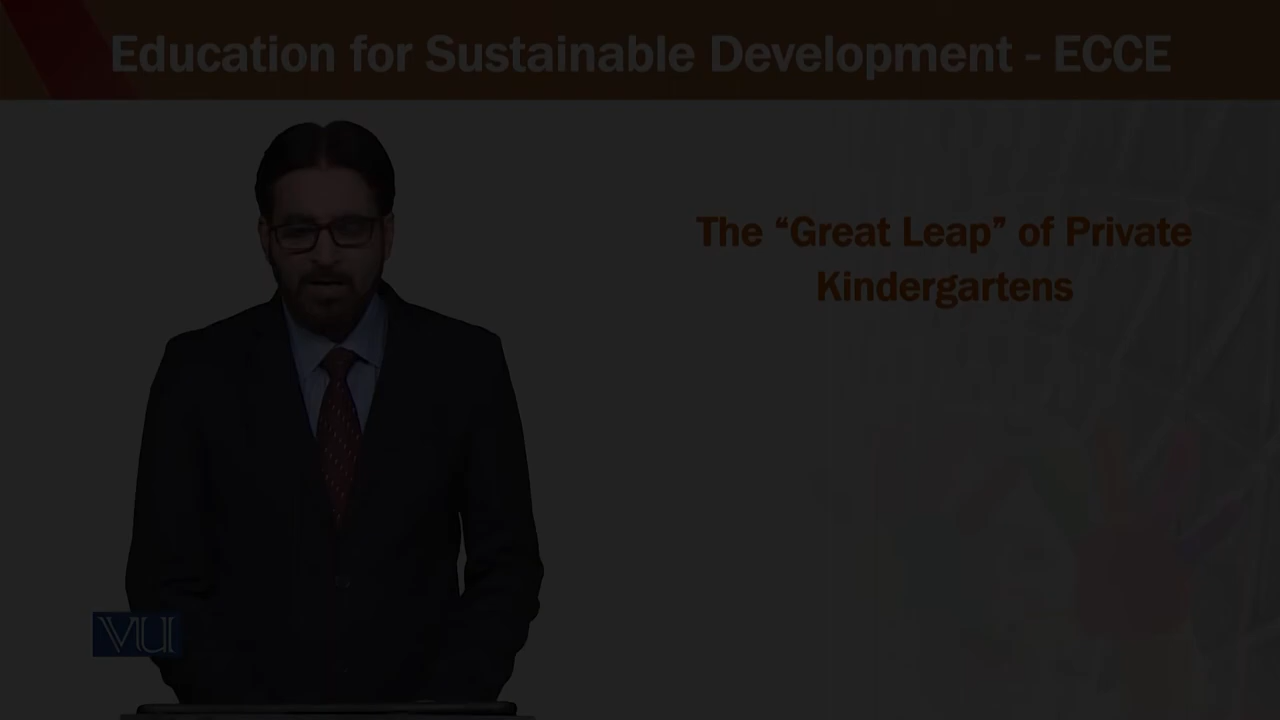 Education for Sustainable Development - ECCE
The “Great Leap” of Private
Kindergartens
VU